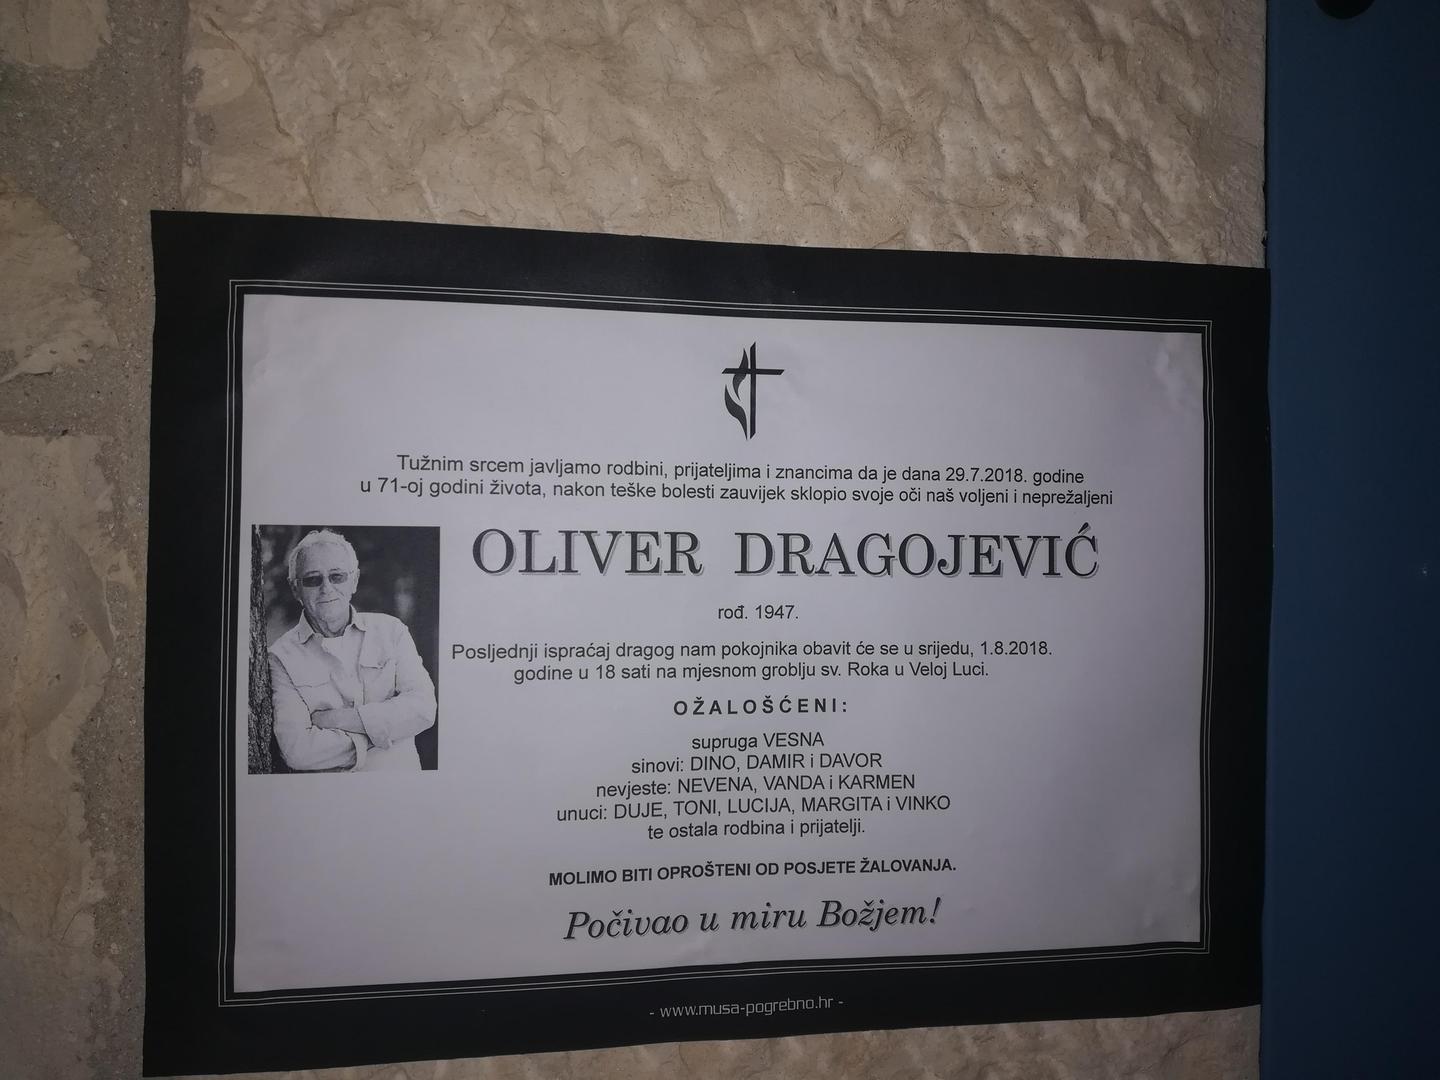 Tužnim srcem javljamo rodbini, prijateljima i znancima da je dana 29.7.2018. godine
u 71-oj godini života, nakon teške bolesti zauvijek sklopio svoje oči naš voljeni i neprežaljeni
OLIVER DRAGOJEVIĆ
rođ. 1947.
Posljednji ispraćaj dragog nam pokojnika obavit će se u srijedu, 1.8.2018.
godine u 18 sati na mjesnom groblju sv. Roka u Veloj Luci.
OŽALOŠĆENI:
supruga VESNA
sinovi: DINO, DAMIR i DAVOR
nevjeste: NEVENA, VANDA i KARMEN
unuci: DUJE, TONI, LUCIJA, MARGITA i VINKO
te ostala rodbina i prijatelji.
MOLIMO BITI OPROŠTENI OD POSJETE ŽALOVANJA.
Počivao u miru Božjem!
- www.musa-pogrebno.hr -